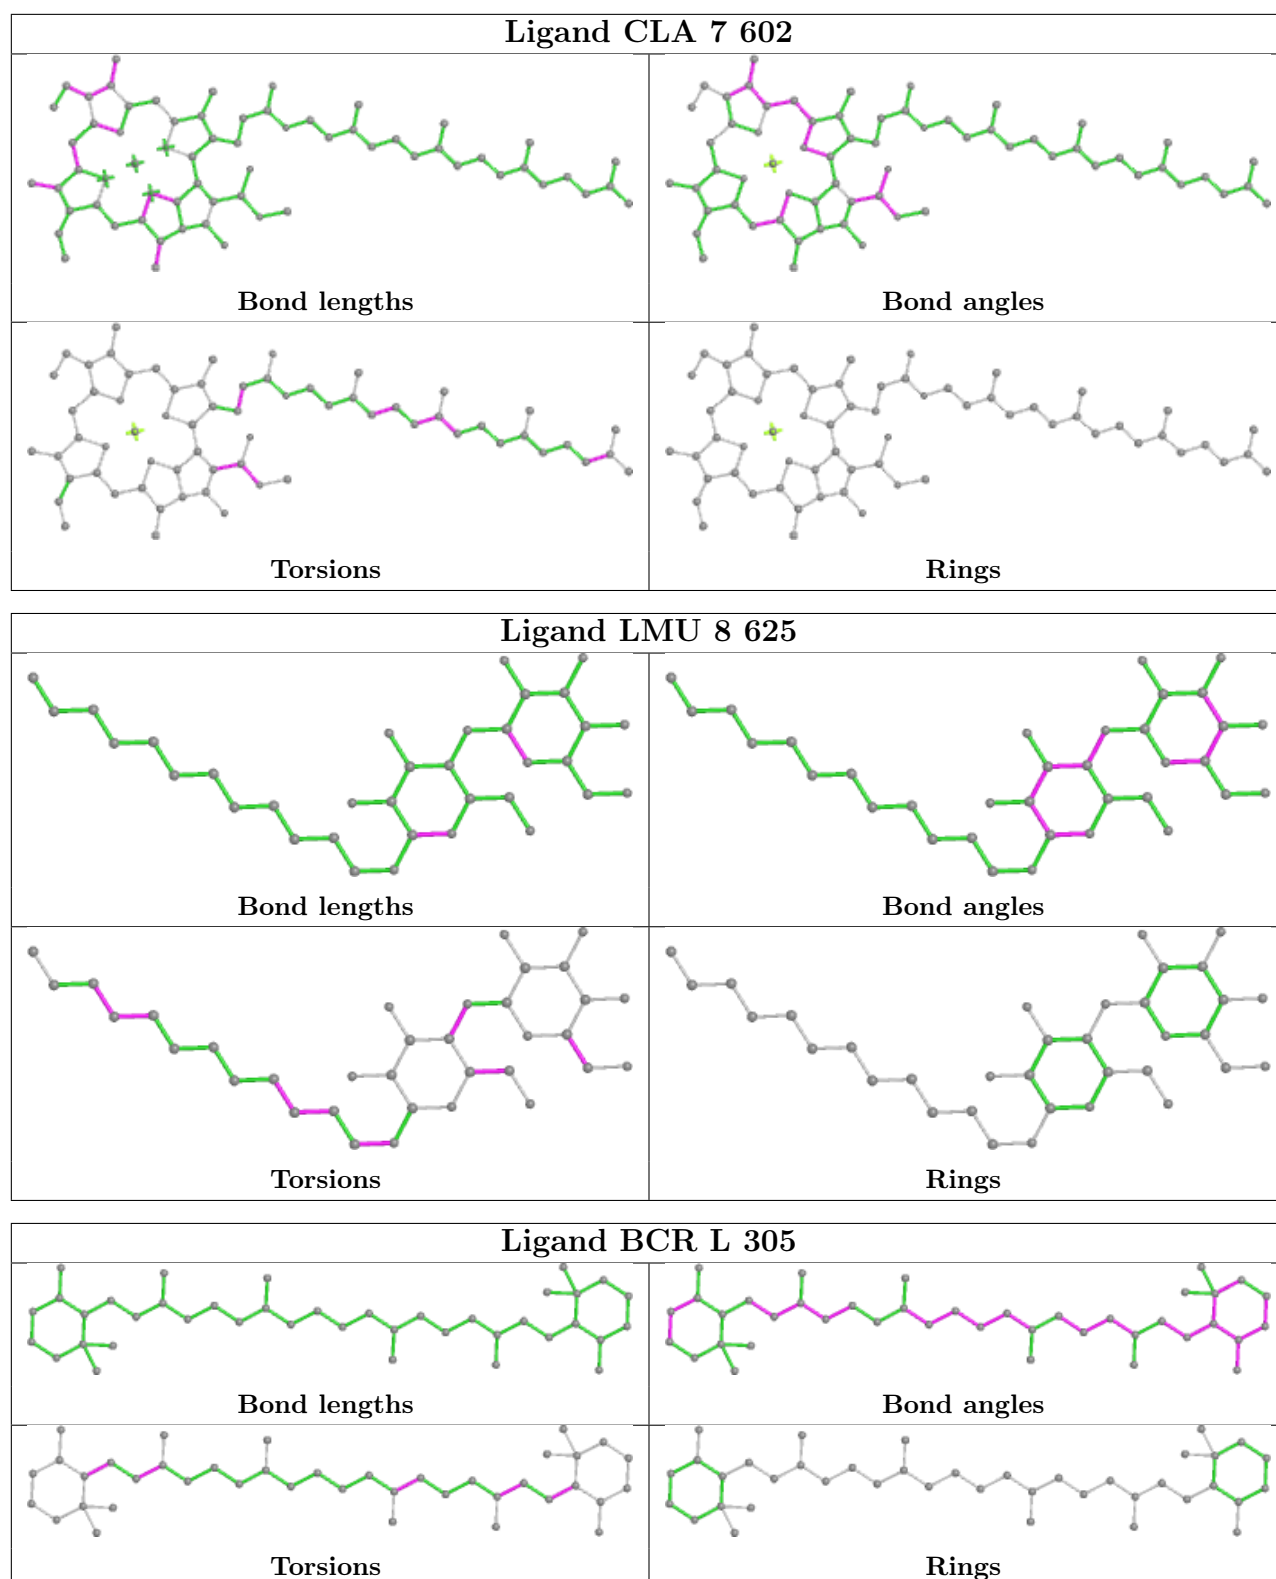 Ligand CLA 7 602
Bond lengths
Bond angles
Torsions
Rings
Ligand LMU 8 625
Bond lengths
Bond angles
Torsions
Rings
Ligand BCR L 305
Bond lengths
Bond angles
Torsions
Rings